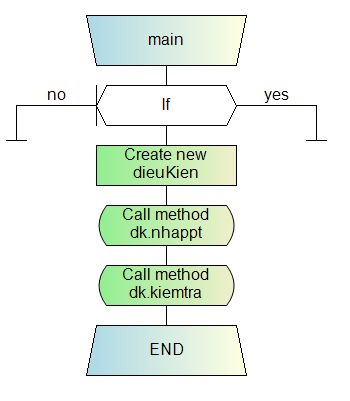 main
no
If
yes
Create new
dieuKien
Call method
dk.nhappt
Call method
dk.kiemtra
END